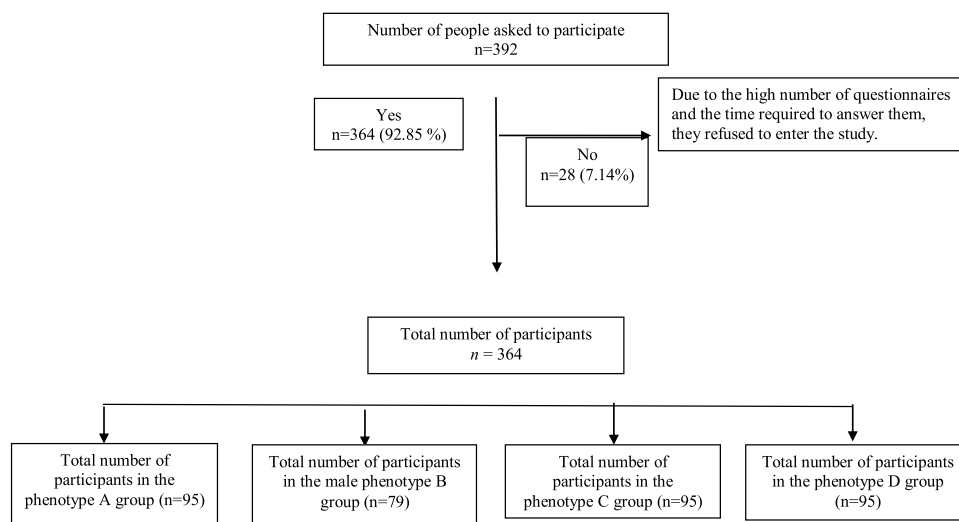 Number of people asked to participate
n=392
Yes
n=364 (92.85 %)
Due to the high number of questionnaires
and the time required to answer them,
they refused to enter the study.
No
n=28 (7.14%)
Total number of participants
n = 364
Total number of
participants in the
phenotype A group (n=95)
Total number of participants
in the male phenotype B
group (n=79)
Total number of
participants in the
phenotype C group (n=95)
Total number of participants
in the phenotype D group
(n=95)